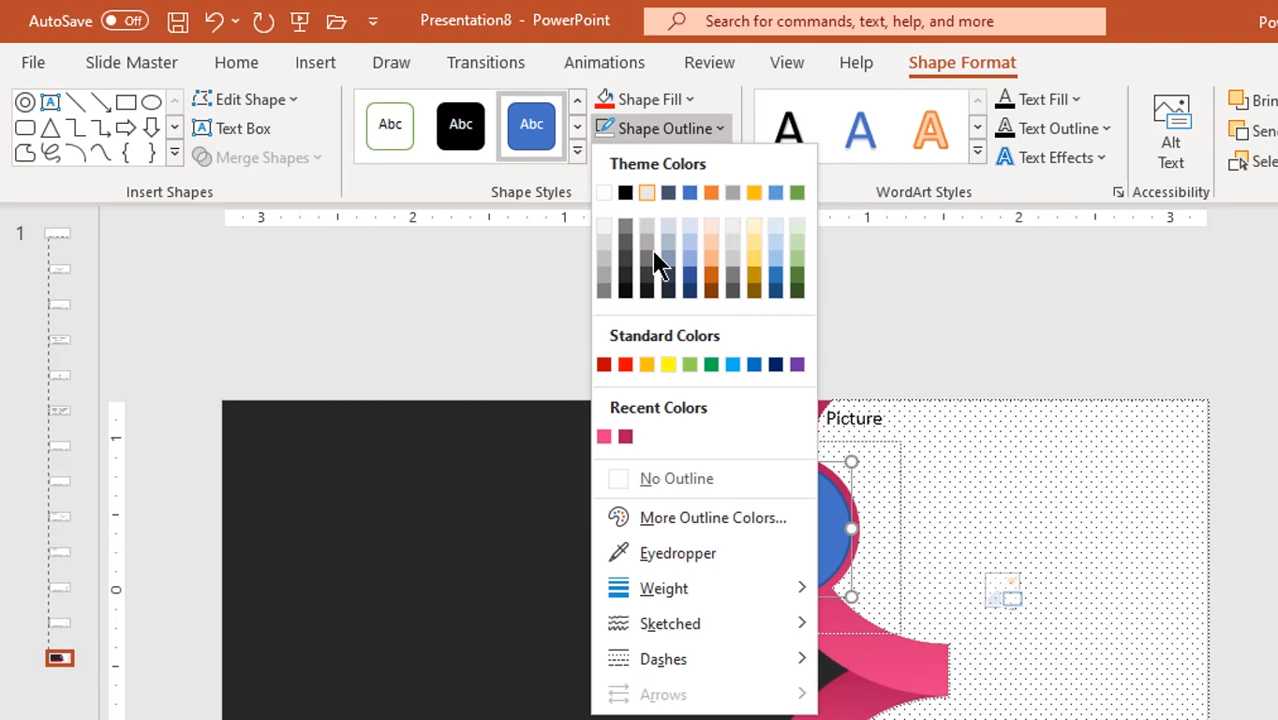 AutoSave Off Presentation8 - PowerPoint Search for commands, text, help, and more
File Slide Master Home Insert Draw Transitions Animations Review View Help Shape Format
Edit Shape
Text Box
Merge Shapes
Insert Shapes
Abc Abc Abc
Shape Fill
Shape Outline
Shape Styles
A A A
Text Fill
Text Outline
Text Effects
WordArt Styles
Alt
Text
Accessibility
Theme Colors
Standard Colors
Recent Colors
No Outline
More Outline Colors...
Eyedropper
Weight
Sketched
Dashes
Arrows
3 2 1 1 2 3
1
1
0
Picture